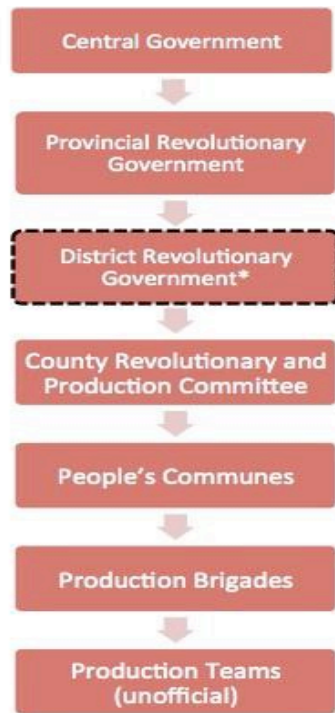 Central Government
Provincial Revolutionary
Government
District Revolutionary
Government*
County Revolutionary and
Production Committee
People's Communes
Production Brigades
Production Teams
(unofficial)